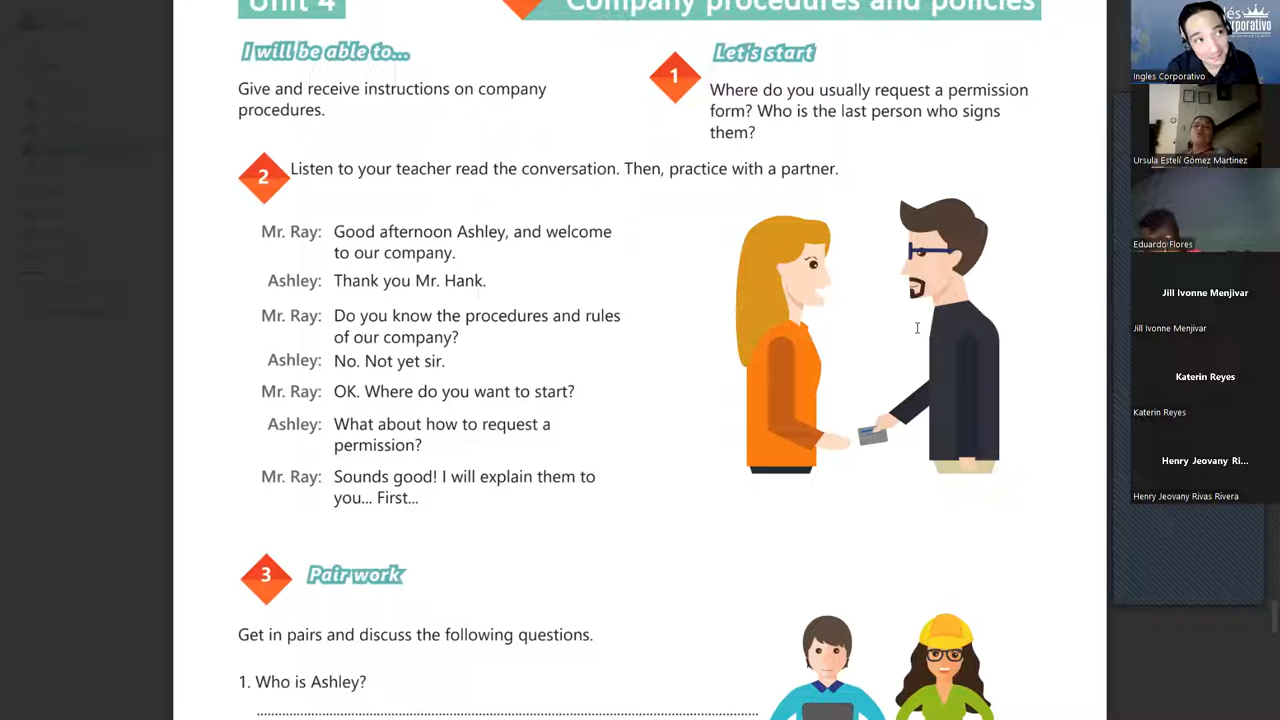 Unit 4
Company procedures and policies
I will be able to...
Give and receive instructions on company
procedures.
1
Let's start
Where do you usually request a permission
form? Who is the last person who signs
them?
2
Listen to your teacher read the conversation. Then, practice with a partner.
Mr. Ray: Good afternoon Ashley, and welcome
to our company.
Ashley: Thank you Mr. Hank.
Mr. Ray: Do you know the procedures and rules
of our company?
Ashley: No. Not yet sir.
Mr. Ray: OK. Where do you want to start?
Ashley: What about how to request a
permission?
Mr. Ray: Sounds good! I will explain them to
you... First...
3
Pair work
Get in pairs and discuss the following questions.
1. Who is Ashley?
Corporativo
Ingles Corporativo
Ursula Estelí Gómez Martinez
Eduardo Flores
Jill Ivonne Menjivar
Jill Ivonne Menjivar
Katerin Reyes
Katerin Reyes
Henry Jeovany Ri...
Henry Jeovany Rivas Rivera